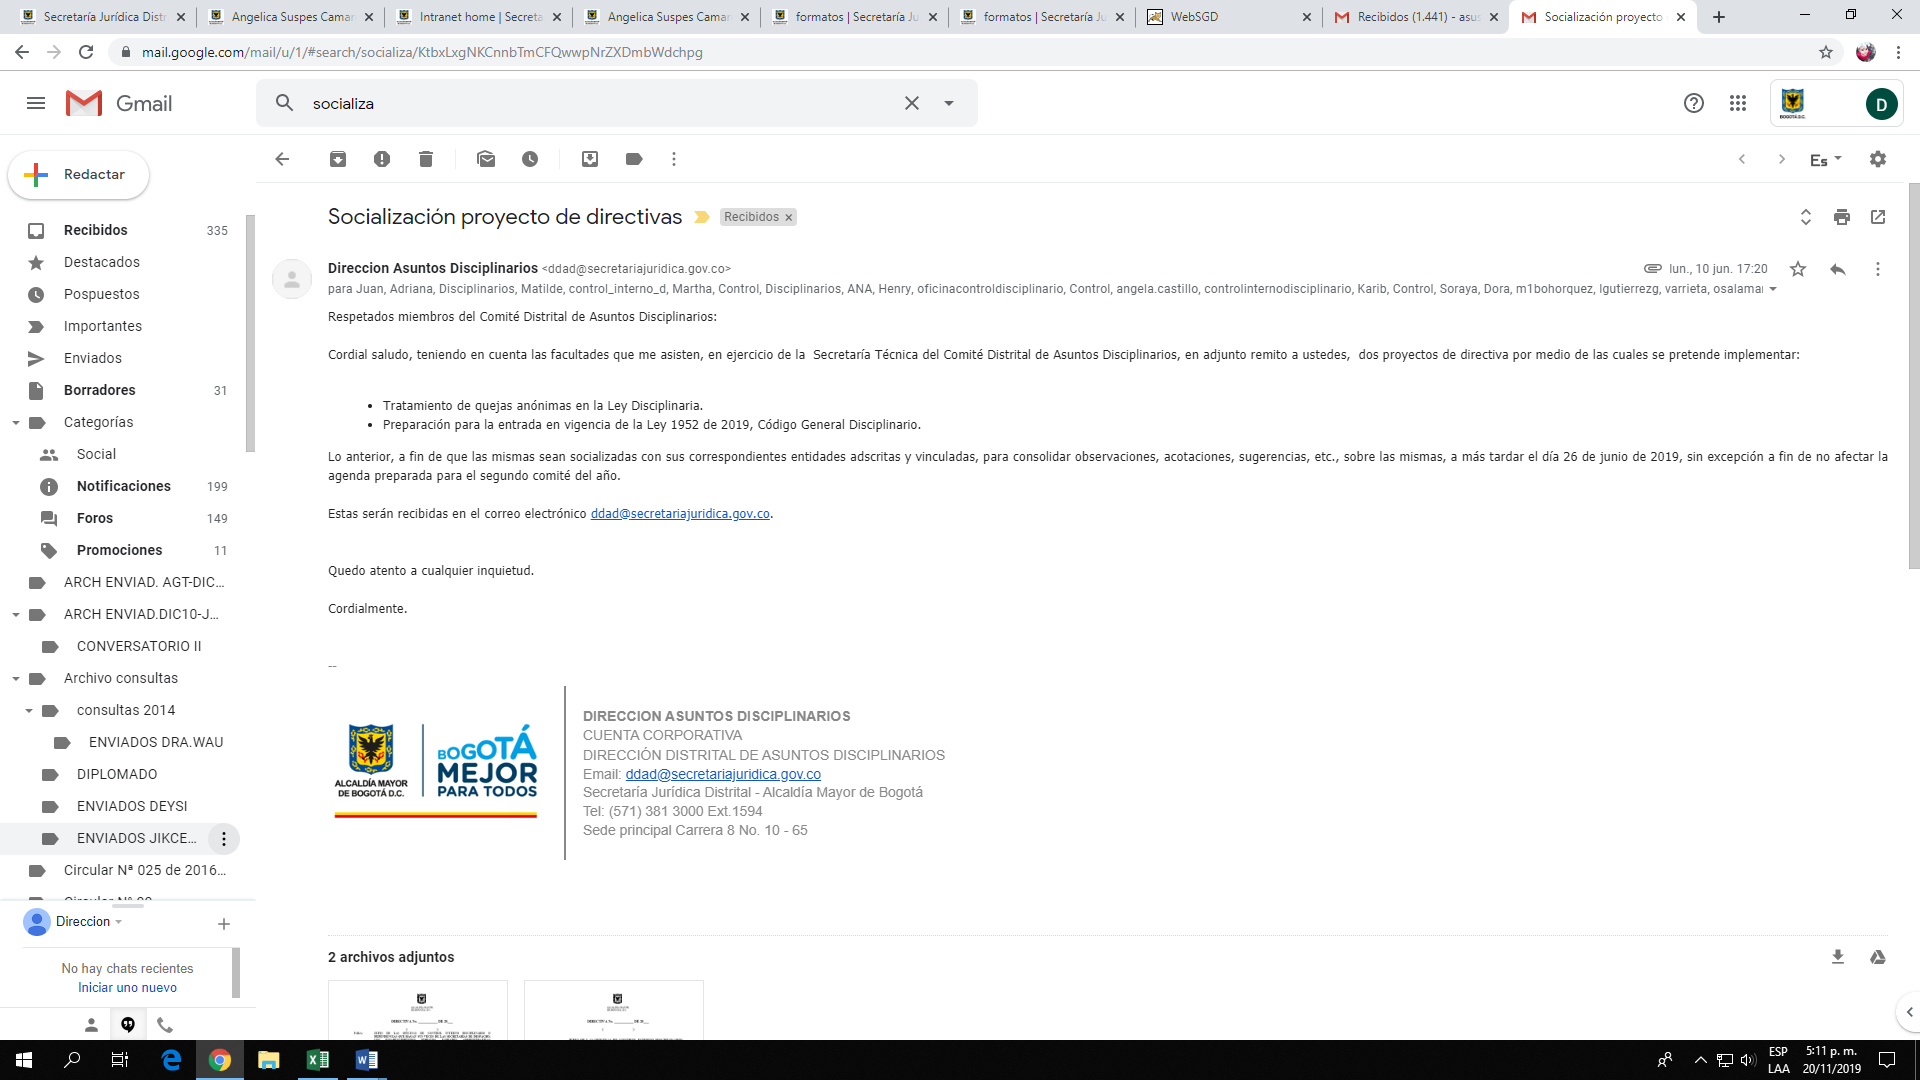 Secretaría Jurídica Distr
Angelica Suspes Camar
Intranet home | Secreta
Angelica Suspes Camar
formatos | Secretaría Ju
formatos | Secretaría Ju
WebSGD
Recibidos (1.441) - asus
Socialización proyecto
mail.google.com/mail/u/1/#search/socializa/KtbxLxgNKCnnbTmCFQwwpNrZXDmbWdchpg
Gmail
socializa
BOGOTÁ D.C.
D
Redactar
Es
Socialización proyecto de directivas
Recibidos x
Recibidos 335
Destacados
Pospuestos
Importantes
Enviados
Borradores 31
Categorías
Social
Notificaciones 199
Foros 149
Promociones 11
ARCH ENVIAD. AGT-DIC...
ARCH ENVIAD.DIC10-J...
CONVERSATORIO II
Archivo consultas
consultas 2014
ENVIADOS DRA.WAU
DIPLOMADO
ENVIADOS DEYSI
ENVIADOS JIKCE...
Circular Nª 025 de 2016...
Direccion
No hay chats recientes
Iniciar uno nuevo
Direccion Asuntos Disciplinarios <ddad@secretariajuridica.gov.co>
lun., 10 jun. 17:20
para Juan, Adriana, Disciplinarios, Matilde, control_interno_d, Martha, Control, Disciplinarios, ANA, Henry, oficinacontroldisciplinario, Control, angela.castillo, controlinternodisciplinario, Karib, Control, Soraya, Dora, m1bohorquez, lgutierrezg, varrieta, osalamar
Respetados miembros del Comité Distrital de Asuntos Disciplinarios:
Cordial saludo, teniendo en cuenta las facultades que me asisten, en ejercicio de la  Secretaría Técnica del Comité Distrital de Asuntos Disciplinarios, en adjunto remito a ustedes,  dos proyectos de directiva por medio de las cuales se pretende implementar:
• Tratamiento de quejas anónimas en la Ley Disciplinaria.
• Preparación para la entrada en vigencia de la Ley 1952 de 2019, Código General Disciplinario.
Lo anterior, a fin de que las mismas sean socializadas con sus correspondientes entidades adscritas y vinculadas, para consolidar observaciones, acotaciones, sugerencias, etc., sobre las mismas, a más tardar el día 26 de junio de 2019, sin excepción a fin de no afectar la
agenda preparada para el segundo comité del año.
Estas serán recibidas en el correo electrónico ddad@secretariajuridica.gov.co.
Quedo atento a cualquier inquietud.
Cordialmente.
--
ALCALDÍA MAYOR
DE BOGOTÁ D.C.
BOGOTÁ
MEJOR
PARA TODOS
DIRECCION ASUNTOS DISCIPLINARIOS
CUENTA CORPORATIVA
DIRECCIÓN DISTRITAL DE ASUNTOS DISCIPLINARIOS
Email: ddad@secretariajuridica.gov.co
Secretaría Jurídica Distrital - Alcaldía Mayor de Bogotá
Tel: (571) 381 3000 Ext.1594
Sede principal Carrera 8 No. 10 - 65
2 archivos adjuntos
ESP
LAA
5:11 p. m.
20/11/2019